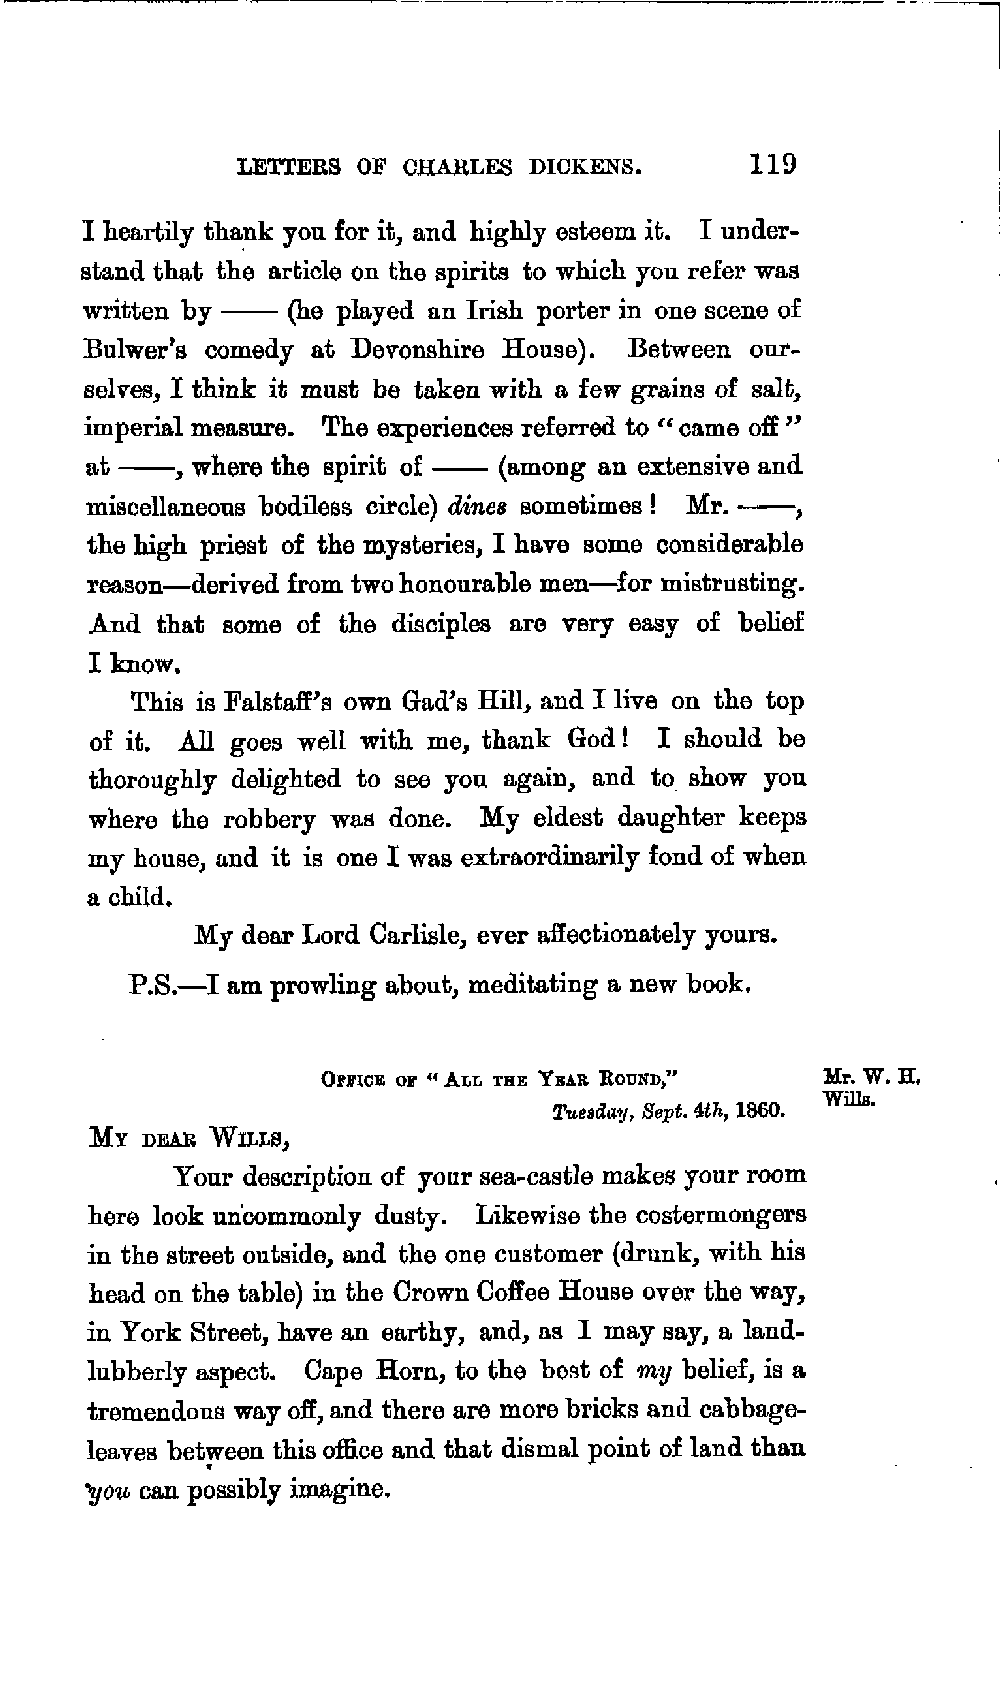 LETTERS OF CHARLES DICKENS. 119
I heartily thank you for it, and highly esteem it. I under-
stand that the article on the spirits to which you refer was
written by —— (he played an Irish porter in one scene of
Bulwer's comedy at Devonshire House). Between our-
selves, I think it must be taken with a few grains of salt,
imperial measure. The experiences referred to “came off”
at ——, where the spirit of —— (among an extensive and
miscellaneous bodiless circle) dines sometimes! Mr. ——,
the high priest of the mysteries, I have some considerable
reason—derived from two honourable men—for mistrusting.
And that some of the disciples are very easy of belief
I know.
This is Falstaff's own Gad's Hill, and I live on the top
of it. All goes well with me, thank God! I should be
thoroughly delighted to see you again, and to show you
where the robbery was done. My eldest daughter keeps
my house, and it is one I was extraordinarily fond of when
a child.
My dear Lord Carlisle, ever affectionately yours.
P.S.—I am prowling about, meditating a new book.
Office of “All the Year Round,”
Tuesday, Sept. 4th, 1860.
Mr. W. H.
Wills.
My dear Wills,
Your description of your sea-castle makes your room
here look uncommonly dusty. Likewise the costermongers
in the street outside, and the one customer (drunk, with his
head on the table) in the Crown Coffee House over the way,
in York Street, have an earthy, and, as I may say, a land-
lubberly aspect. Cape Horn, to the best of my belief, is a
tremendous way off, and there are more bricks and cabbage-
leaves between this office and that dismal point of land than
you can possibly imagine.